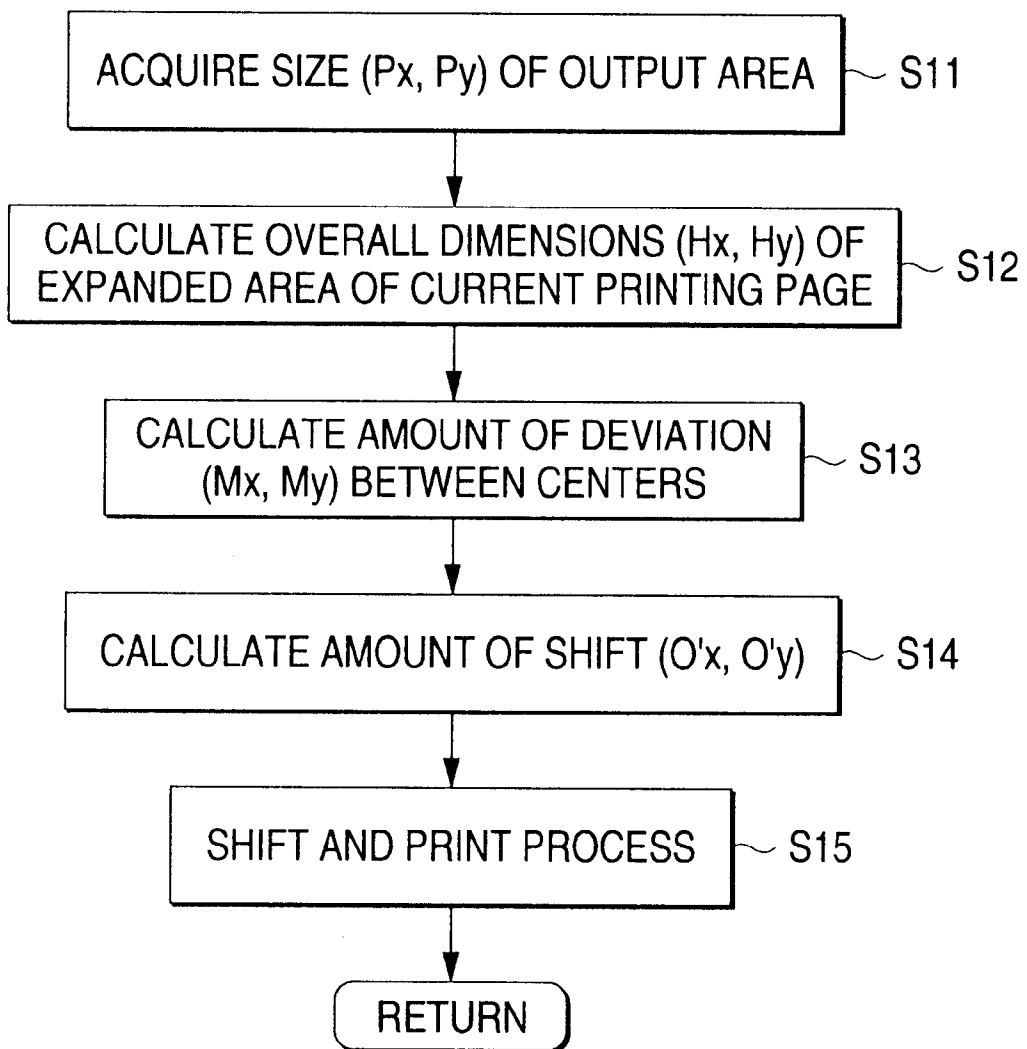 ACQUIRE SIZE (Px, Py) OF OUTPUT AREA
S11
CALCULATE OVERALL DIMENSIONS (Hx, Hy) OF
EXPANDED AREA OF CURRENT PRINTING PAGE
S12
CALCULATE AMOUNT OF DEVIATION
(Mx, My) BETWEEN CENTERS
S13
CALCULATE AMOUNT OF SHIFT (O'x, O'y)
S14
SHIFT AND PRINT PROCESS
S15
RETURN